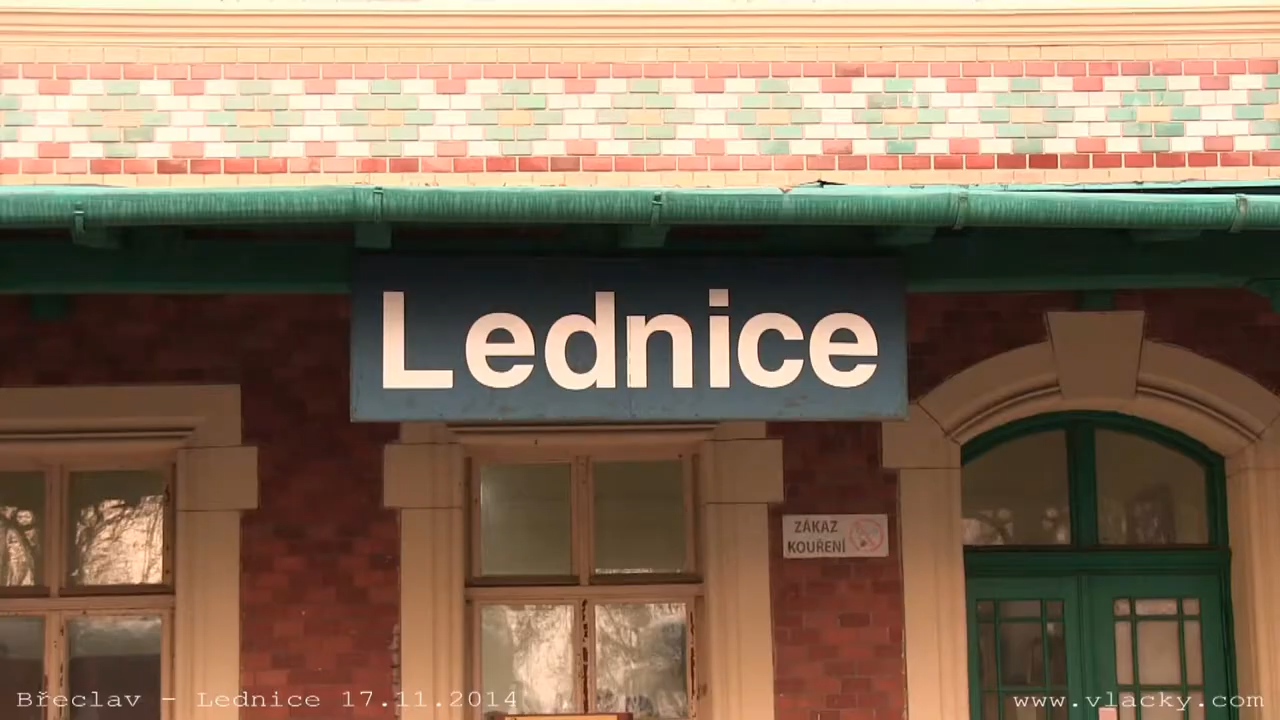 Lednice
ZÁKAZ
KOUŘENÍ
Břeclav - Lednice 17.11.2014
www.vlacky.com